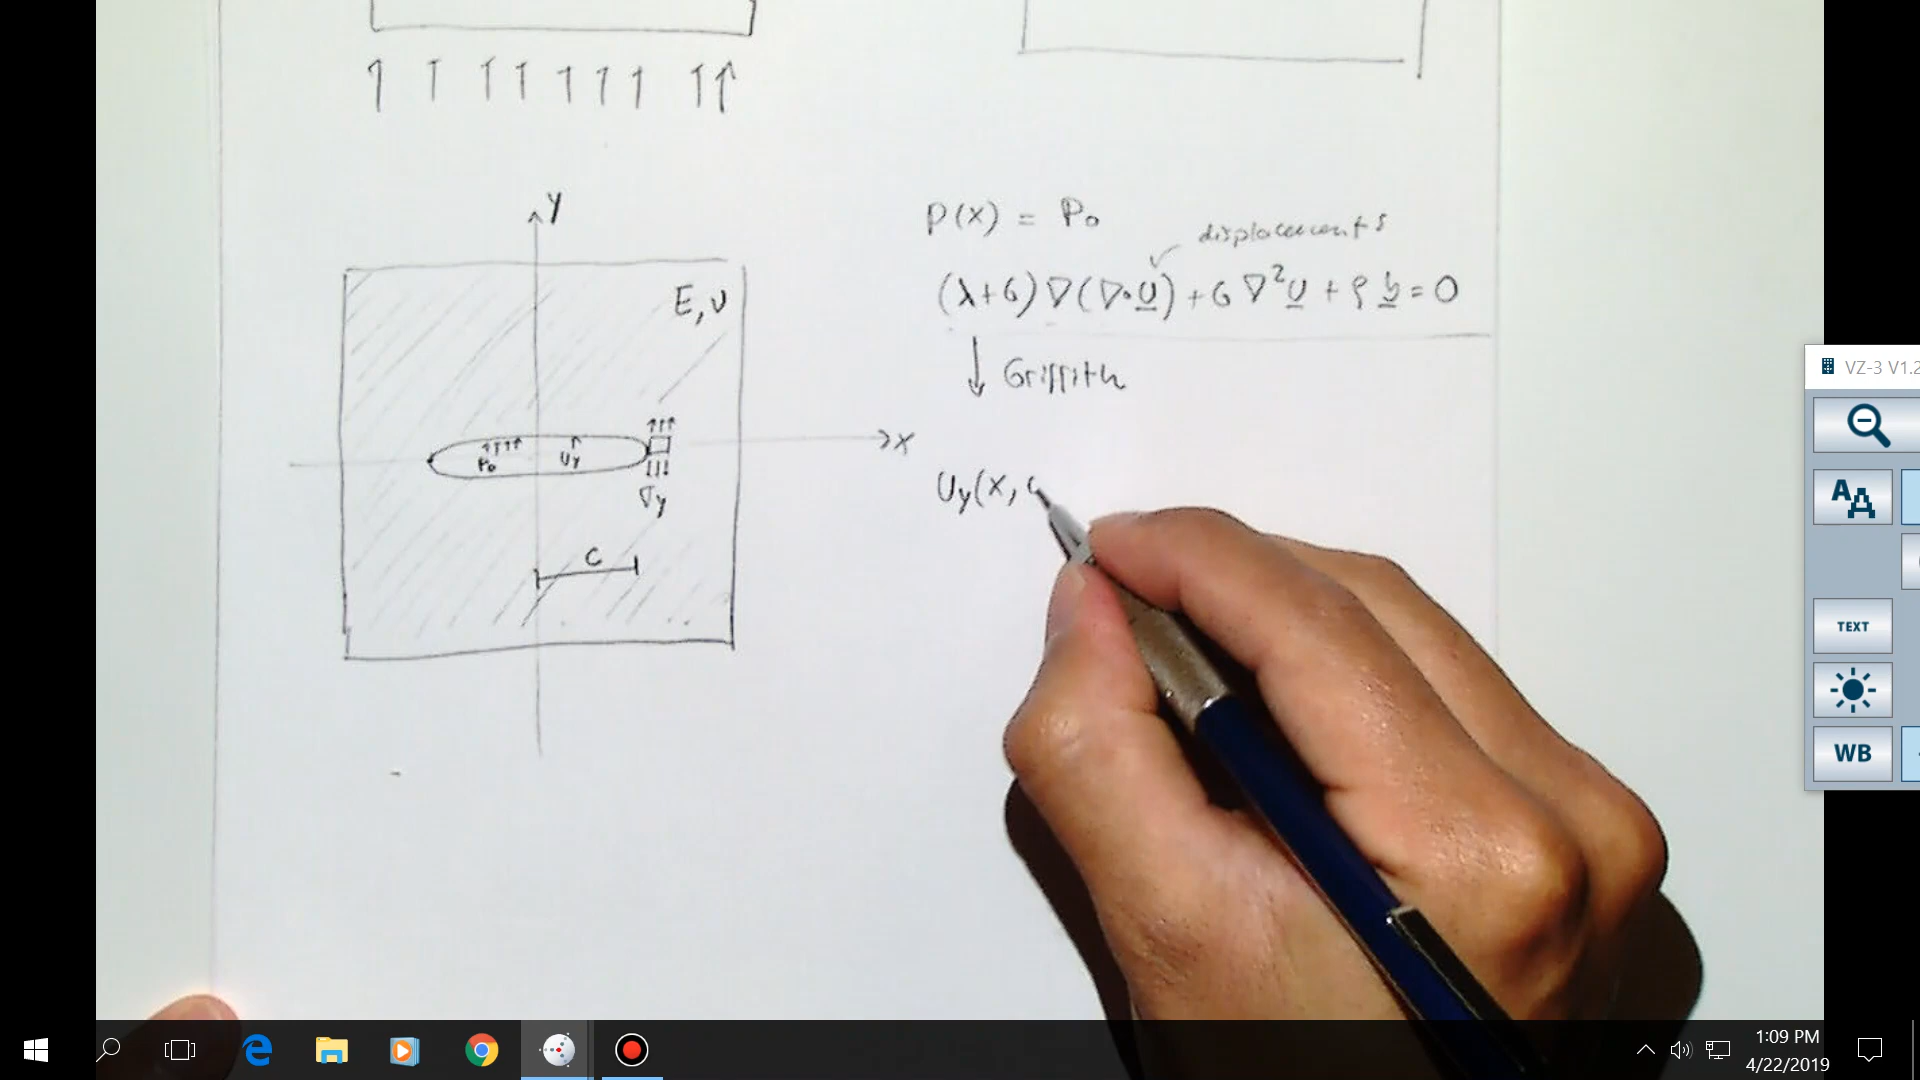 y
P(x) = P₀
displacements
(λ+G)∇(∇·u)+G∇²u+ρb=0
E,ν
↓ Griffith
x
P₀
Uy
σy
Uy(x,
c
VZ-3 V1.2
TEXT
WB
1:09 PM
4/22/2019